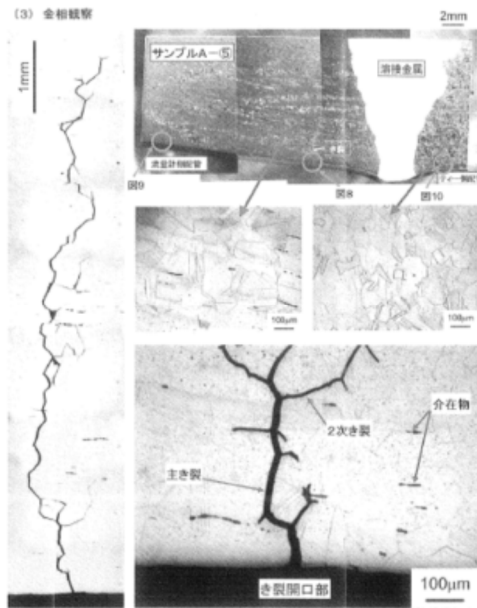 (3) 金相観察
1mm
2mm
サンプルA-⑤
溶接金属
図9
図8
図10
100μm
100μm
2次き裂
介在物
主き裂
き裂開口部
100μm